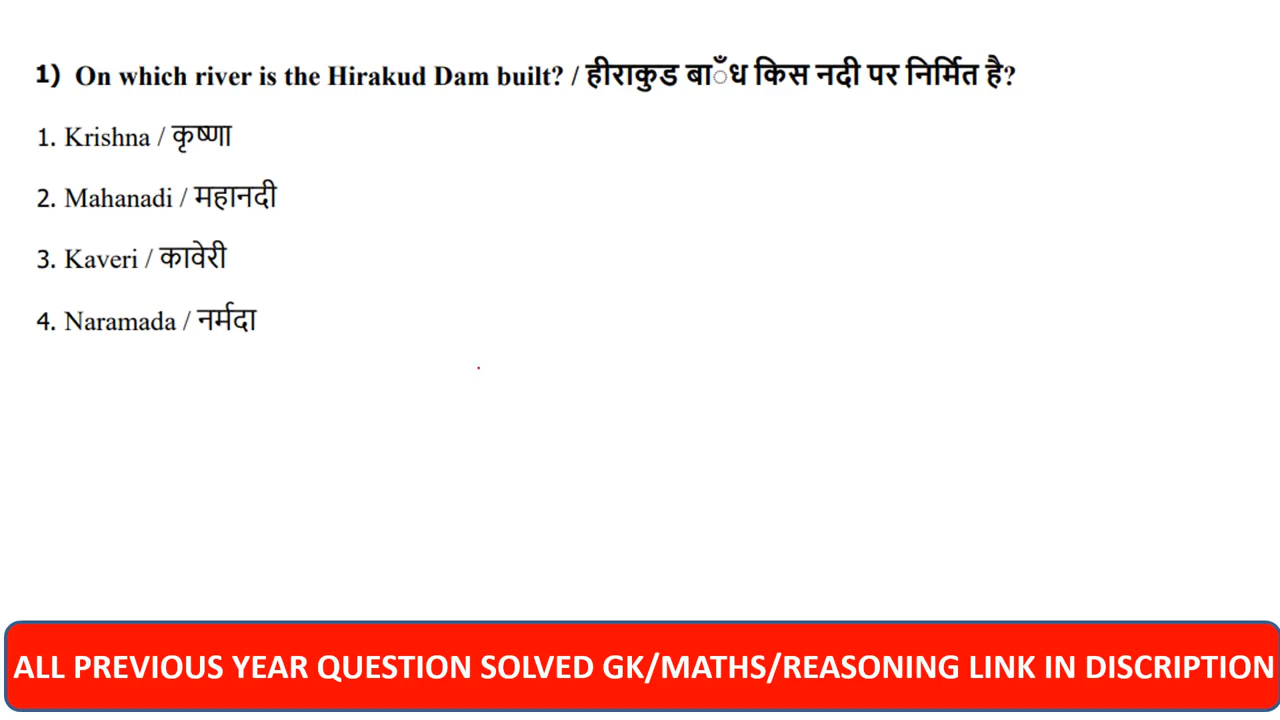 1) On which river is the Hirakud Dam built? / हीराकुड बाँध किस नदी पर निर्मित है?
1. Krishna / कृष्णा
2. Mahanadi / महानदी
3. Kaveri / कावेरी
4. Naramada / नर्मदा
ALL PREVIOUS YEAR QUESTION SOLVED GK/MATHS/REASONING LINK IN DISCRIPTION